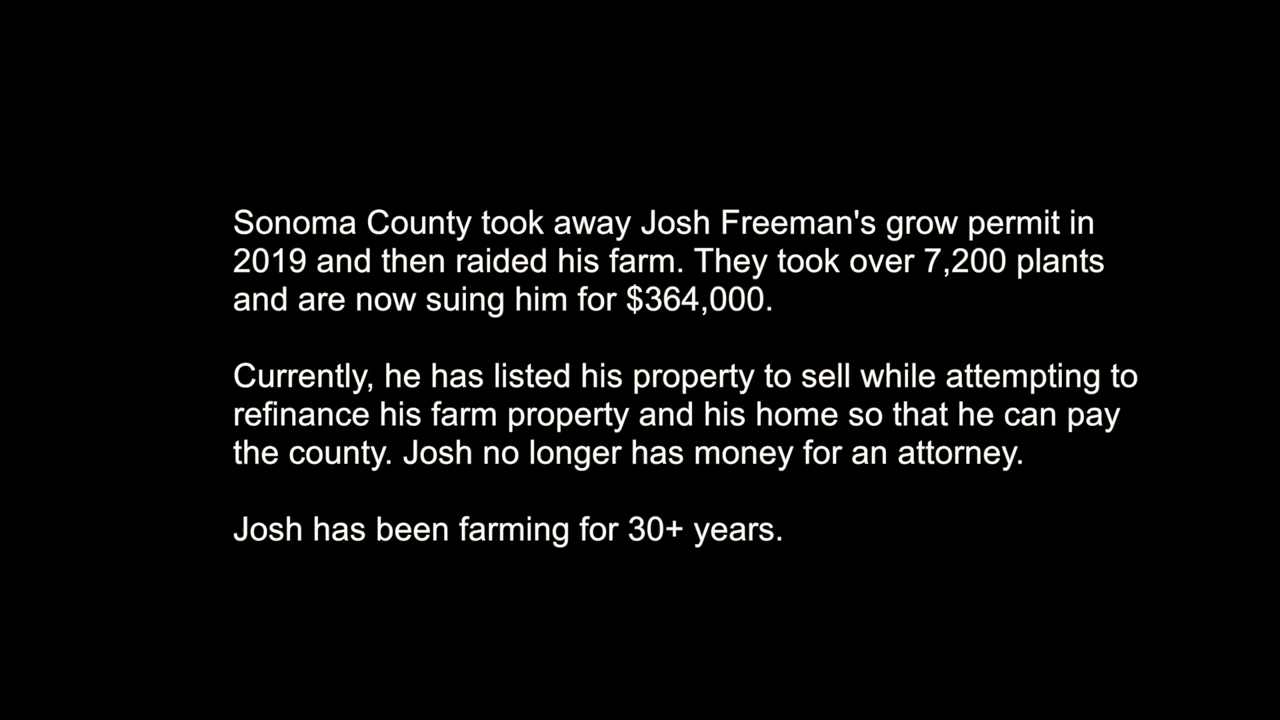 Sonoma County took away Josh Freeman's grow permit in
2019 and then raided his farm. They took over 7,200 plants
and are now suing him for $364,000.
Currently, he has listed his property to sell while attempting to
refinance his farm property and his home so that he can pay
the county. Josh no longer has money for an attorney.
Josh has been farming for 30+ years.